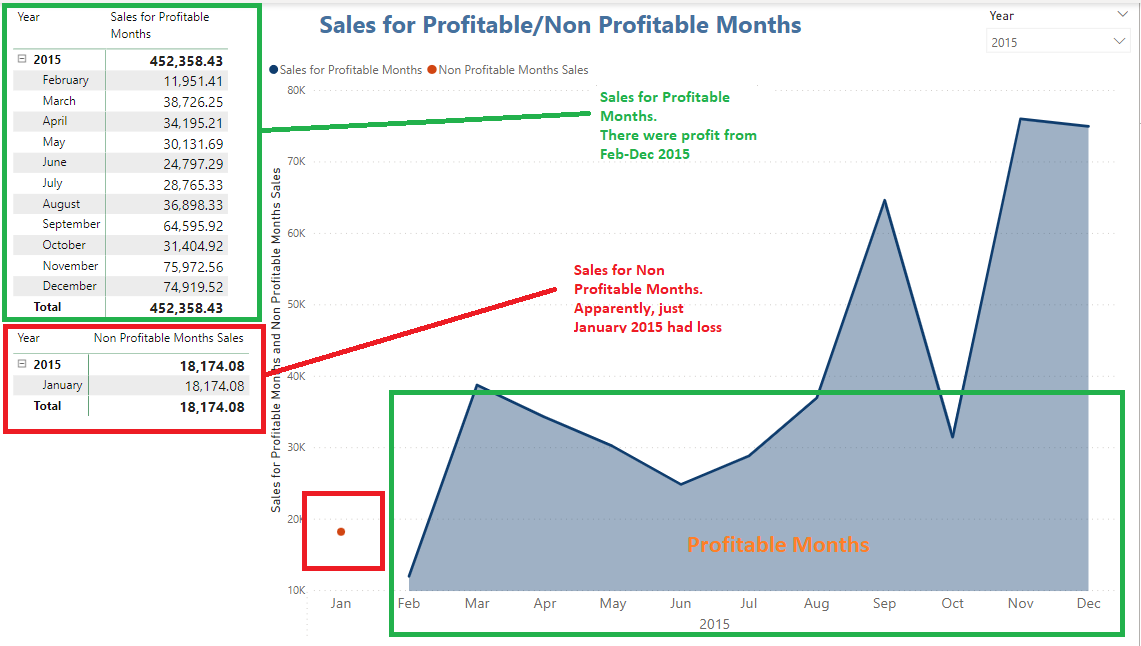 Year Sales for Profitable
Months
2015 452,358.43
February 11,951.41
March 38,726.25
April 34,195.21
May 30,131.69
June 24,797.29
July 28,765.33
August 36,898.33
September 64,595.92
October 31,404.92
November 75,972.56
December 74,919.52
Total 452,358.43
Year Non Profitable Months Sales
2015 18,174.08
January 18,174.08
Total 18,174.08
Sales for Profitable/Non Profitable Months
Year
2015
Sales for Profitable Months Non Profitable Months Sales
Sales for Profitable Months and Non Profitable Months Sales
80K
70K
60K
50K
40K
30K
20K
10K
Sales for Profitable
Months.
There were profit from
Feb-Dec 2015
Sales for Non
Profitable Months.
Apparently, just
January 2015 had loss
Profitable Months
Jan Feb Mar Apr May Jun Jul Aug Sep Oct Nov Dec
2015